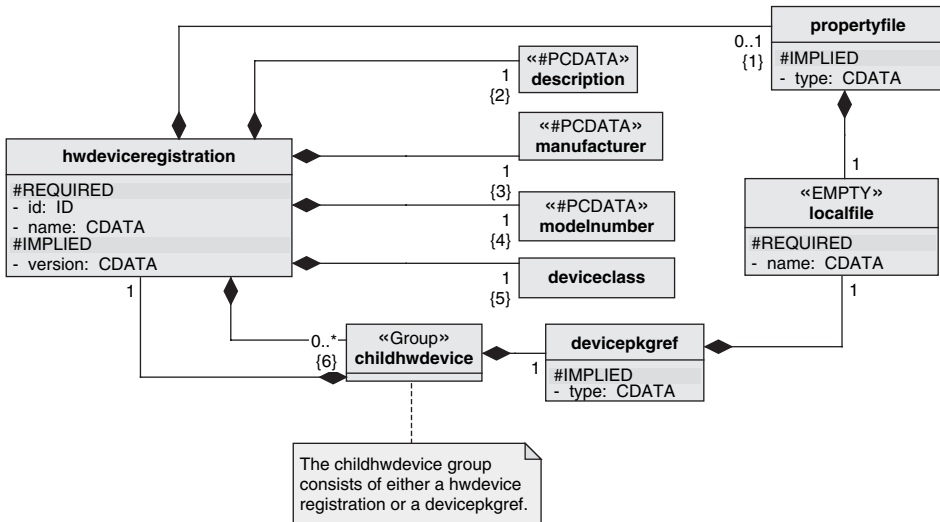 propertyfile
#IMPLIED
- type: CDATA
0..1
{1}
«#PCDATA»
description
1
{2}
«#PCDATA»
manufacturer
1
{3}
hwdeviceregistration
#REQUIRED
- id: ID
- name: CDATA
#IMPLIED
- version: CDATA
«#PCDATA»
modelnumber
1
{4}
1
«EMPTY»
localfile
#REQUIRED
- name: CDATA
deviceclass
1
{5}
1
1
0..*
{6}
«Group»
childhwdevice
1
devicepkgref
#IMPLIED
- type: CDATA
The childhwdevice group
consists of either a hwdevice
registration or a devicepkgref.